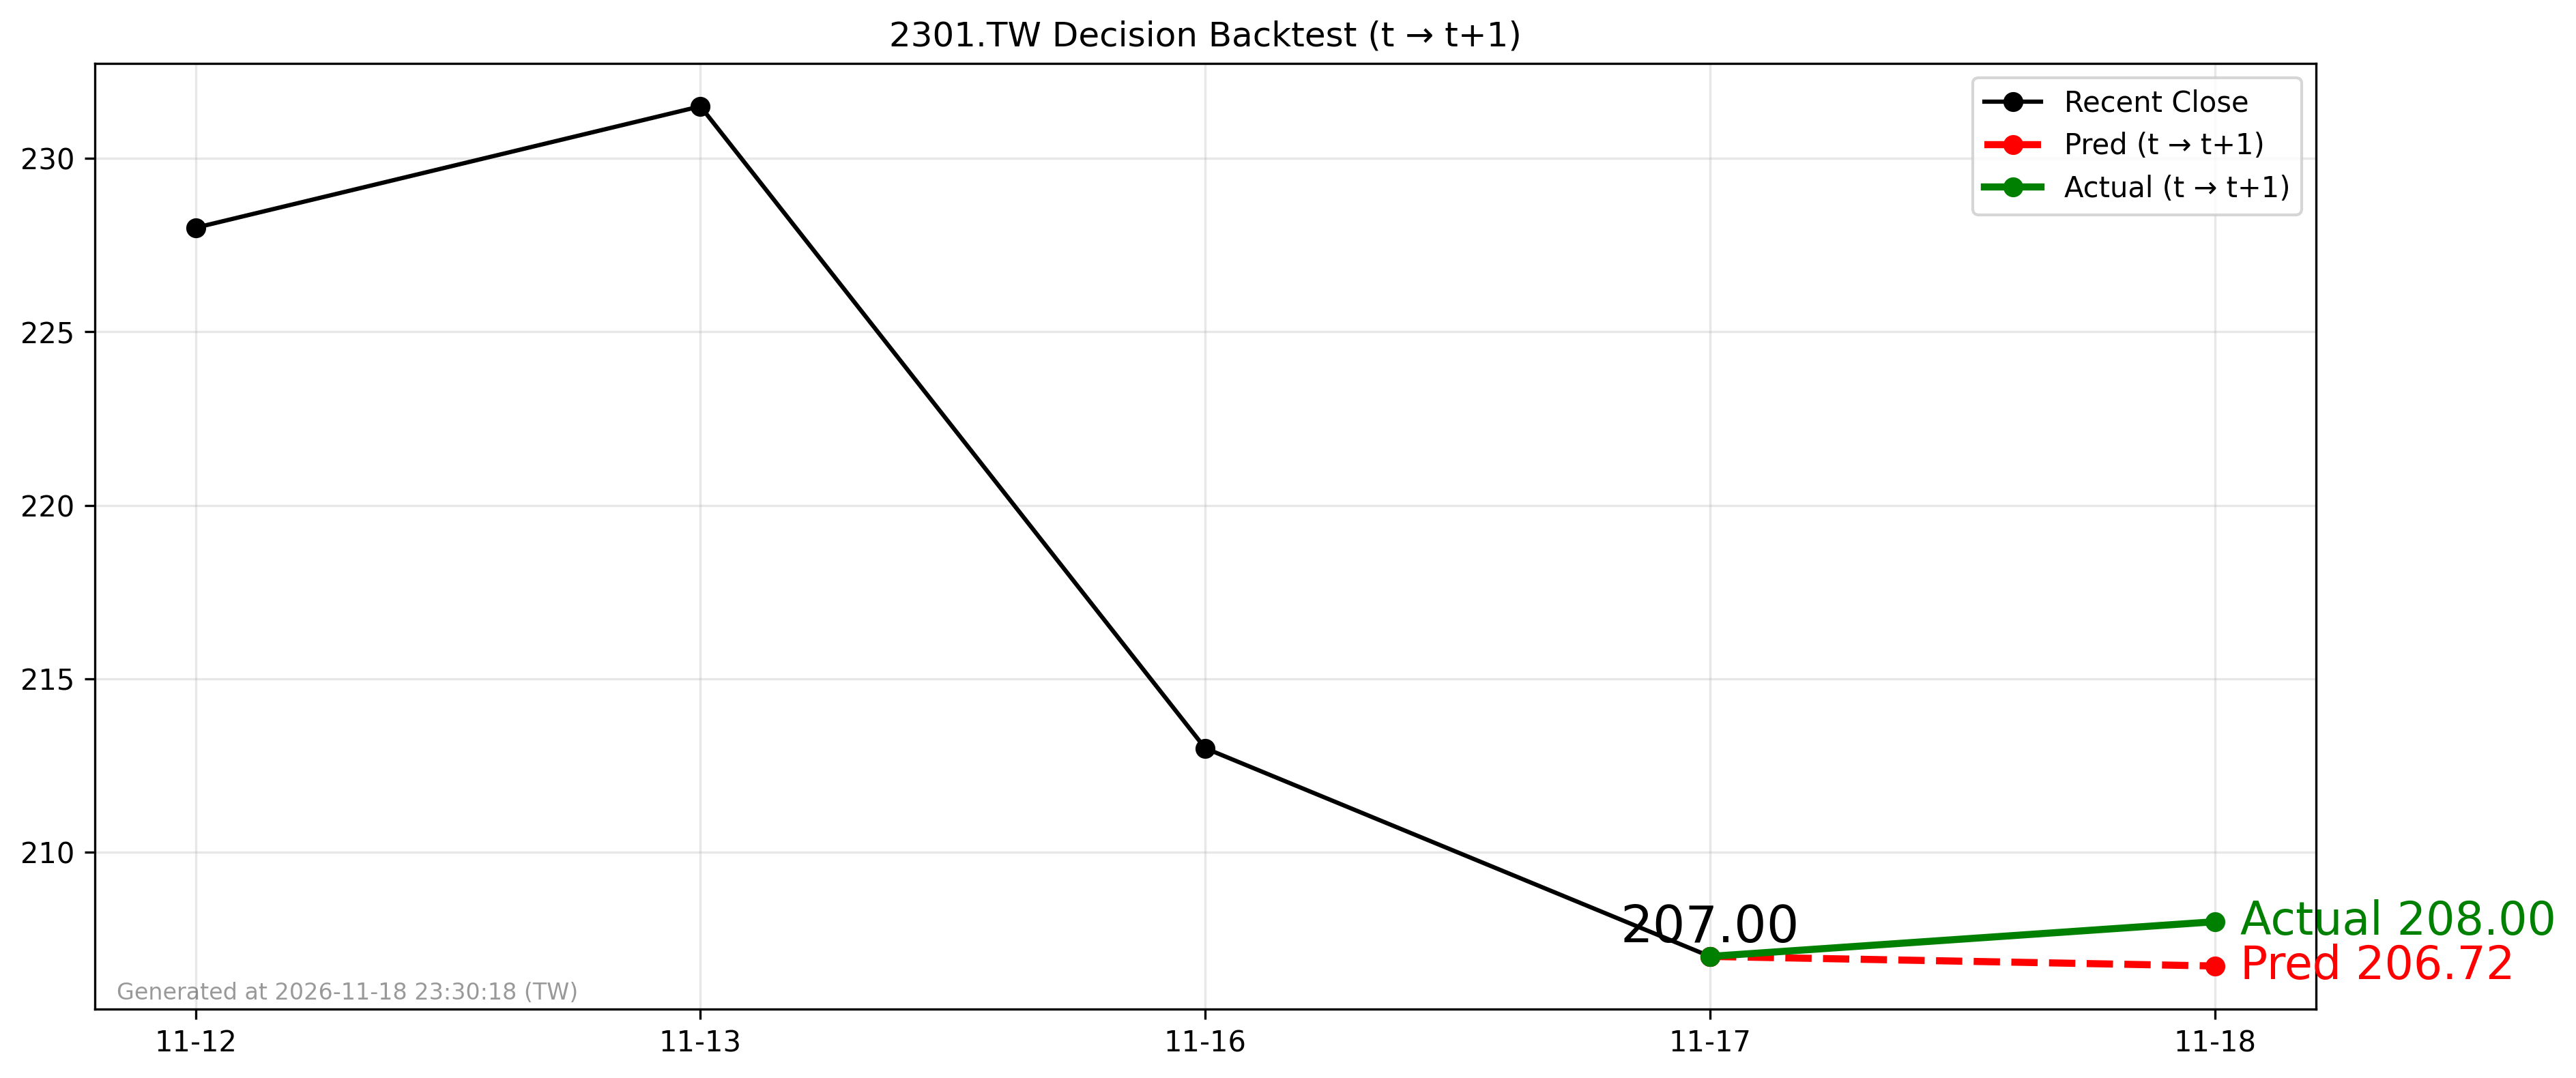 2301.TW Decision Backtest (t → t+1)
Recent Close
Pred (t → t+1)
Actual (t → t+1)
230
225
220
215
210
207.00
Actual 208.00
Pred 206.72
Generated at 2026-11-18 23:30:18 (TW)
11-12
11-13
11-16
11-17
11-18